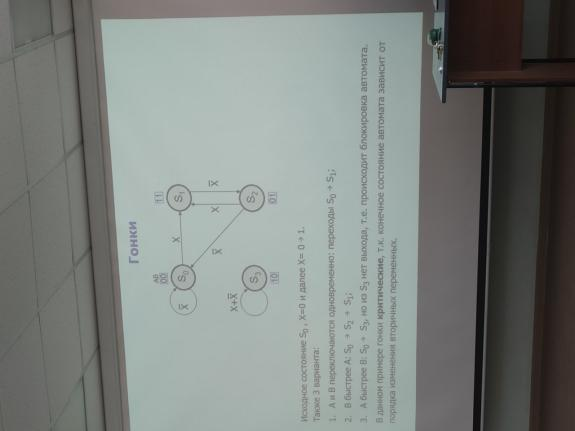 Гонки
AB
00
11
S₀
X
S₁
X̅
X̅
X
X̅
X+X̅
S₃
S₂
10
01
Исходное состояние S₀, X=0 и далее X= 0 → 1.
Также 3 варианта:
1. А и В переключаются одновременно: переходы S₀ → S₁;
2. В быстрее А: S₀ → S₂ → S₁;
3. А быстрее В: S₀ → S₃, но из S₃ нет выхода, т.е. происходит блокировка автомата.
В данном примере гонки критические, т.к. конечное состояние автомата зависит от
порядка изменения вторичных переменных.